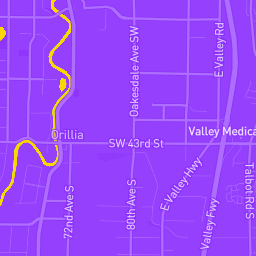 Oakesdale Ave SW
E Valley Rd
Orillia
Valley Medica
SW 43rd St
72nd Ave S
80th Ave S
E Valley Hwy
Valley Fwy
Talbot Rd S